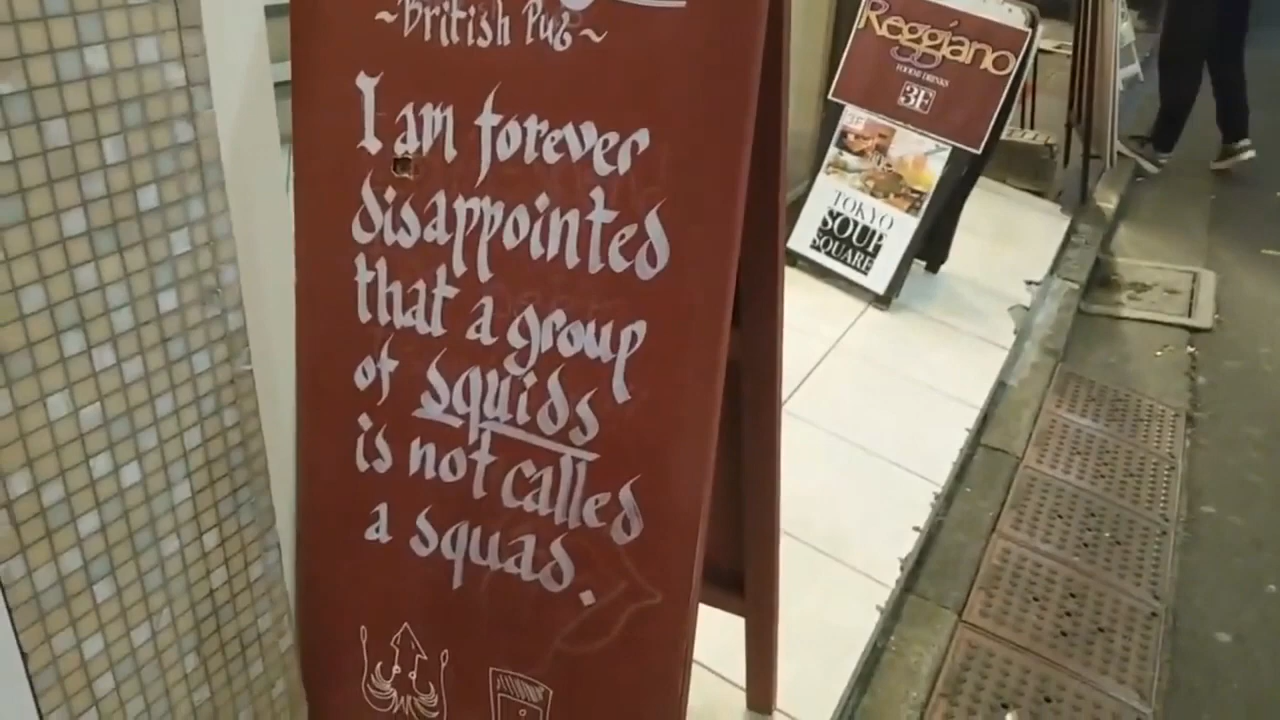 ~British Pub~
I am forever
disappointed
that a group
of squids
is not called
a squad.
Reggiano
FOOD & DRINKS
3F
3F
TOKYO
SOUP
SQUARE